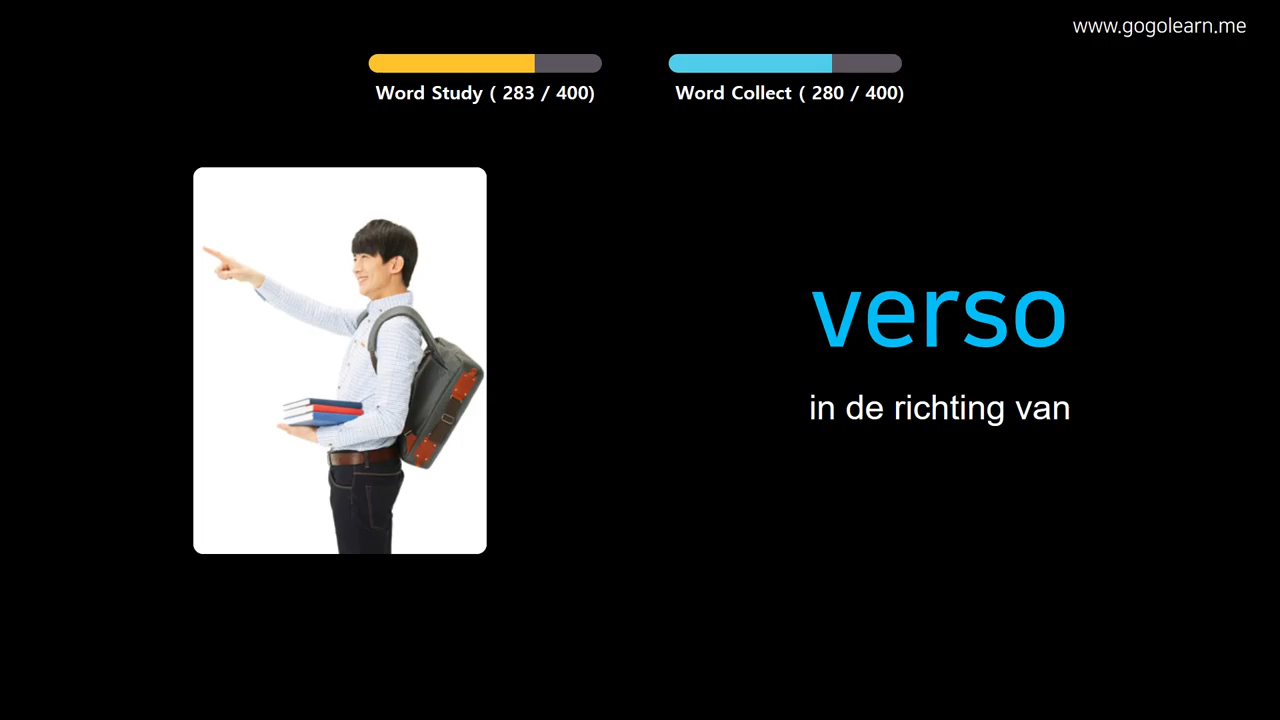 www.gogolearn.me
Word Study ( 283 / 400)
Word Collect ( 280 / 400)
verso
in de richting van